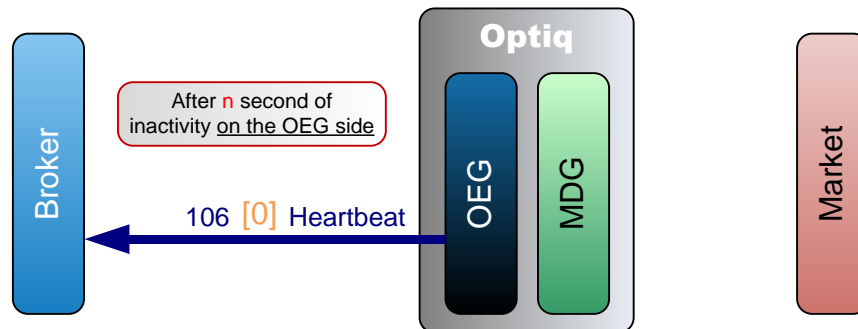 Optiq
Broker
After n second of
inactivity on the OEG side
106 [0] Heartbeat
OEG
MDG
Market